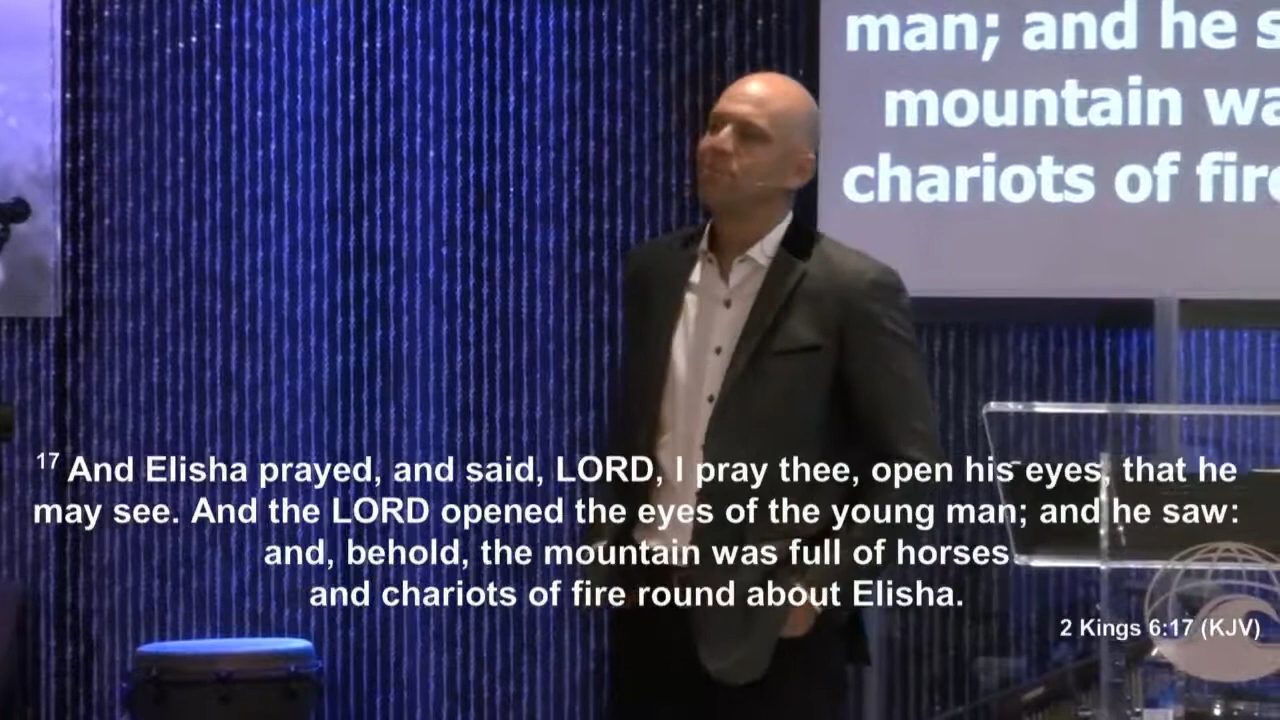 man; and he s
mountain wa
chariots of fire
17 And Elisha prayed, and said, LORD, I pray thee, open his eyes, that he
may see. And the LORD opened the eyes of the young man; and he saw:
and, behold, the mountain was full of horses
and chariots of fire round about Elisha.
2 Kings 6:17 (KJV)